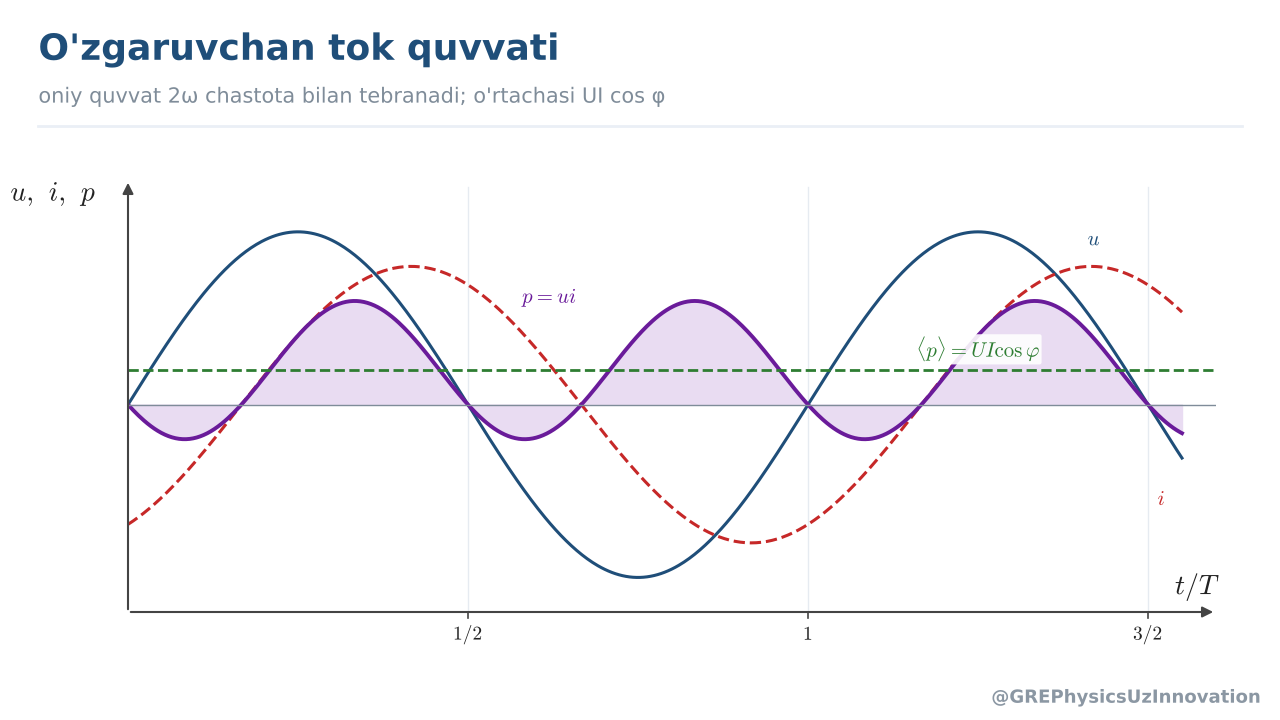 O'zgaruvchan tok quvvati
oniy quvvat 2ω chastota bilan tebranadi; o'rtachasi UI cos φ
u, i, p
u
p = ui
⟨p⟩ = UI cos φ
i
t/T
1/2
1
3/2
@GREPhysicsUzInnovation